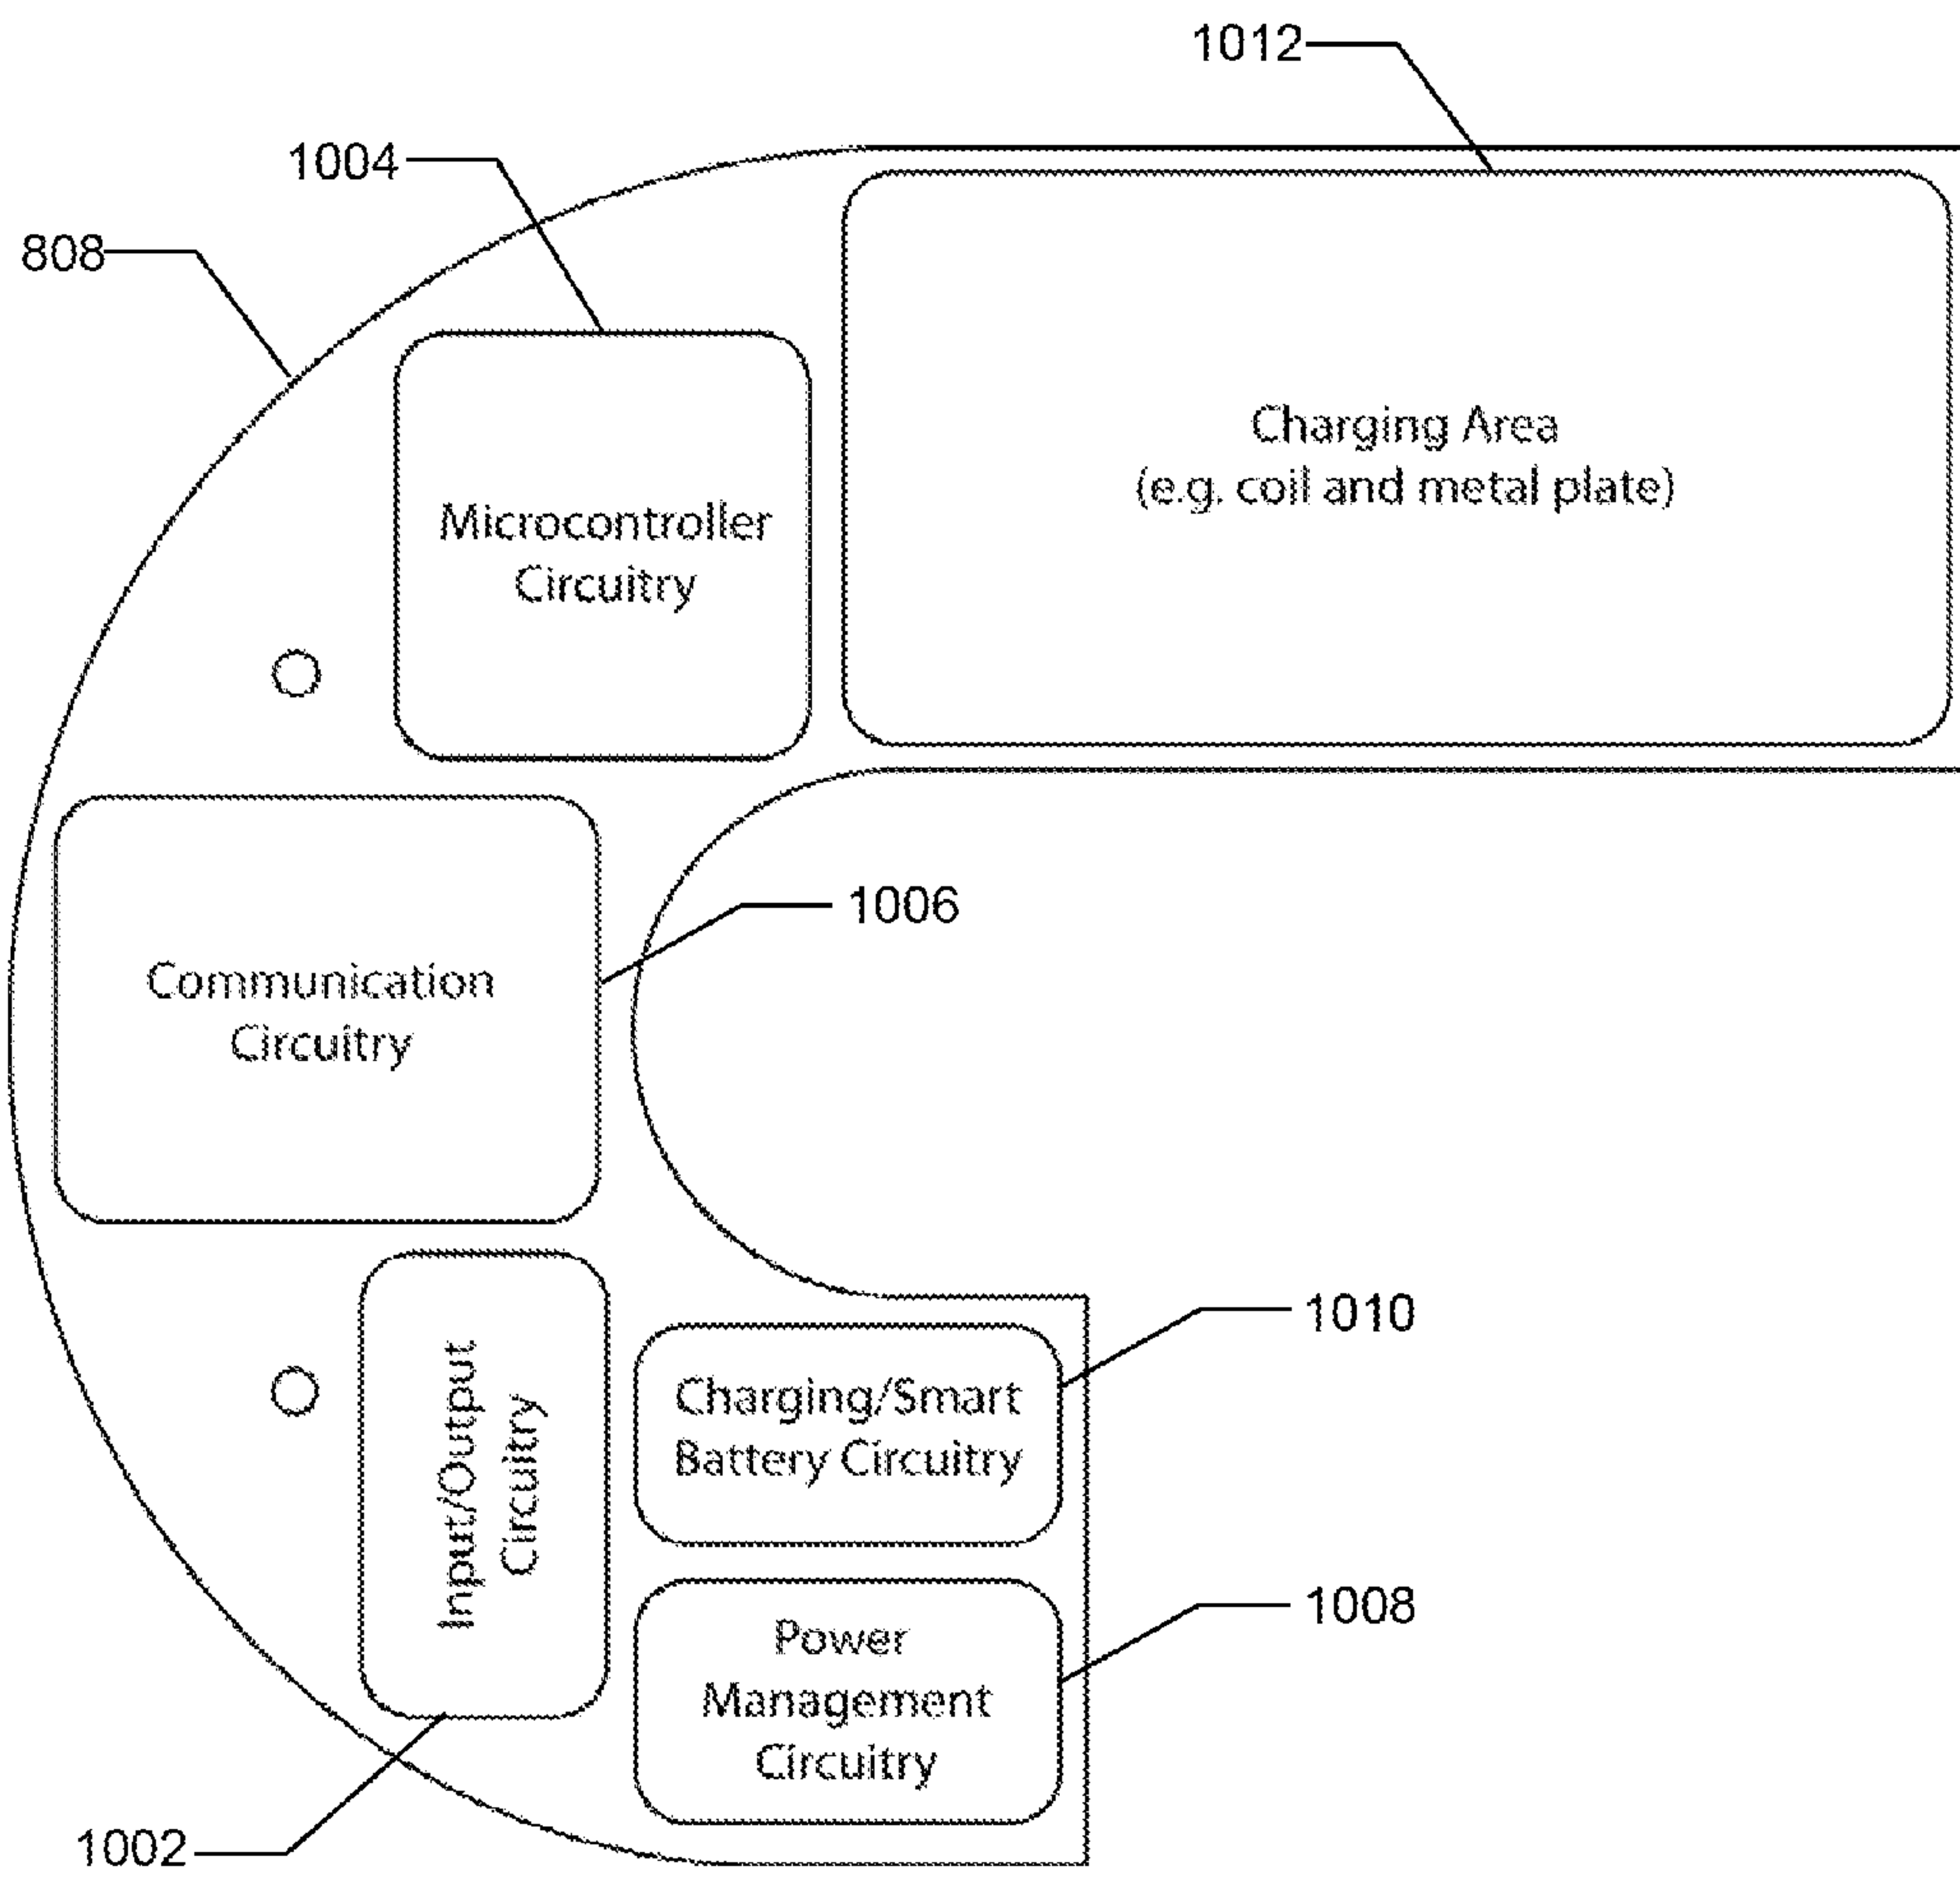 1012
1004
808
Charging Area
(e.g. coil and metal plate)
Microcontroller
Circuitry
1006
Communication
Circuitry
1010
Charging/Smart
Battery Circuitry
Input/Output
Circuitry
1008
Power
Management
Circuitry
1002